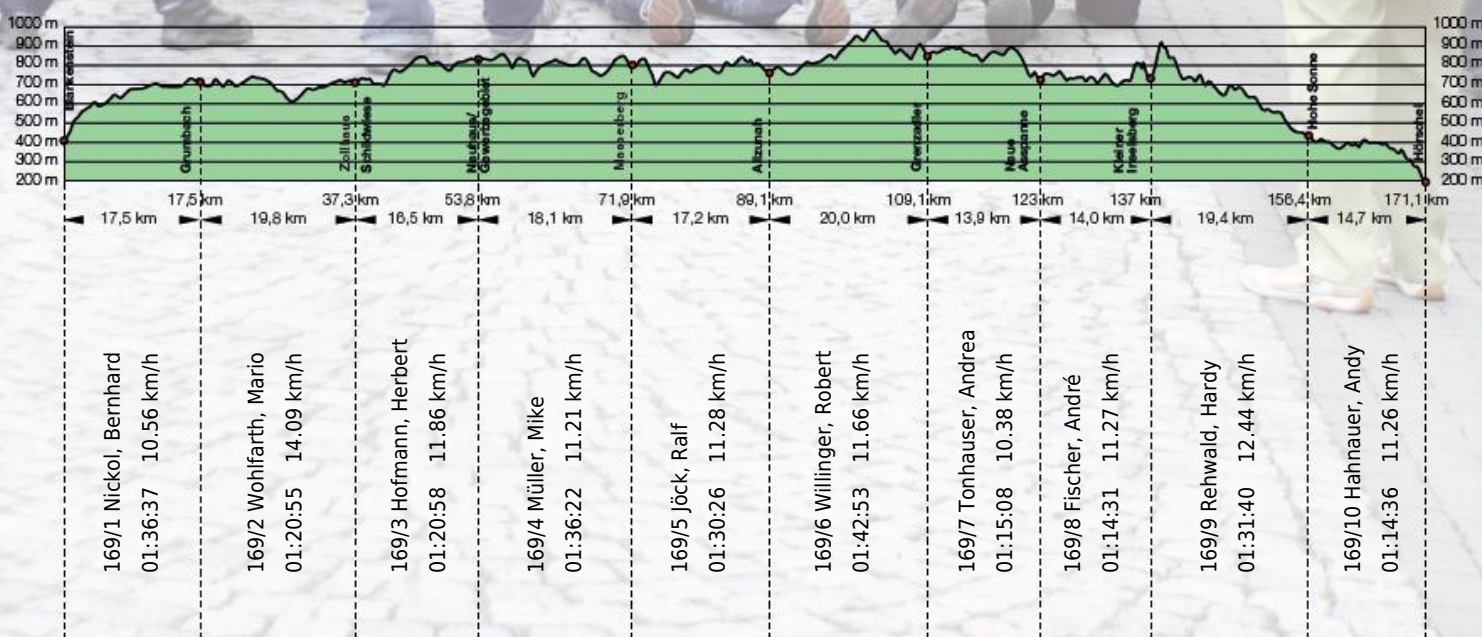 1000 m
900 m
800 m
700 m
600 m
500 m
400 m
300 m
200 m
1000 m
900 m
800 m
700 m
600 m
500 m
400 m
300 m
200 m
Blankenstein
Grumbach
Zollhaus
Schildwiese
Neuhaus/
Masserberg
Allzunah
Grenzadler
Neue
Ausspanne
Kleiner
Inselsberg
Hohe Sonne
Hörschel
17,5 km
37,3 km
53,8 km
71,9 km
89,1 km
109,1 km
123 km
137 km
156,4 km
171,1 km
17,5 km
19,8 km
16,5 km
18,1 km
17,2 km
20,0 km
13,9 km
14,0 km
19,4 km
14,7 km
169/1 Nickol, Bernhard
01:36:37 10.56 km/h
169/2 Wohlfarth, Mario
01:20:55 14.09 km/h
169/3 Hofmann, Herbert
01:20:58 11.86 km/h
169/4 Müller, Mike
01:36:22 11.21 km/h
169/5 Jöck, Ralf
01:30:26 11.28 km/h
169/6 Willinger, Robert
01:42:53 11.66 km/h
169/7 Tonhauser, Andrea
01:15:08 10.38 km/h
169/8 Fischer, André
01:14:31 11.27 km/h
169/9 Rehwald, Hardy
01:31:40 12.44 km/h
169/10 Hahnauer, Andy
01:14:36 11.26 km/h